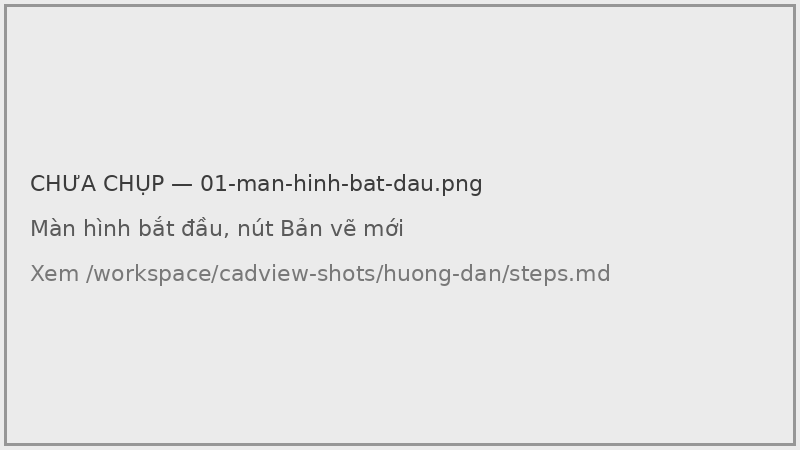 CHƯA CHỤP — 01-man-hinh-bat-dau.png
Màn hình bắt đầu, nút Bản vẽ mới
Xem /workspace/cadview-shots/huong-dan/steps.md